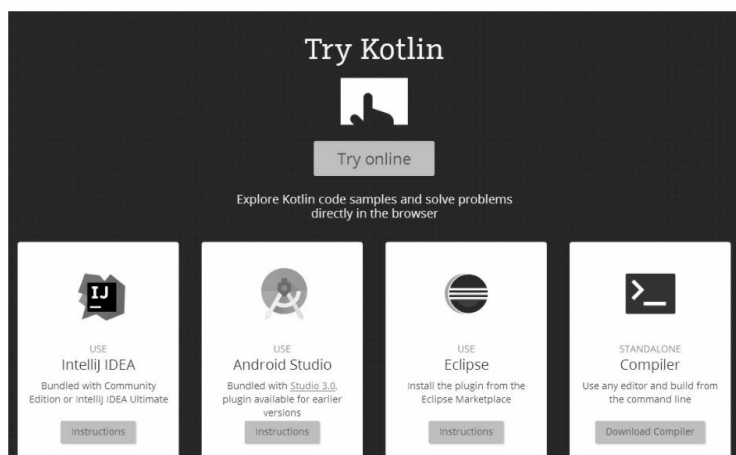 Try Kotlin
Try online
Explore Kotlin code samples and solve problems
directly in the browser
IJ
USE
IntelliJ IDEA
Bundled with Community
Edition or IntelliJ IDEA Ultimate
Instructions
USE
Android Studio
Bundled with Studio 3.0,
plugin available for earlier
versions
Instructions
USE
Eclipse
Install the plugin from the
Eclipse Marketplace
Instructions
STANDALONE
Compiler
Use any editor and build from
the command line
Download Compiler